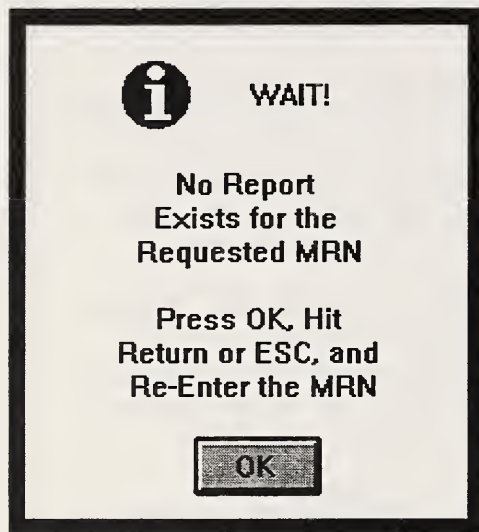 WAIT!
No Report
Exists for the
Requested MRN
Press OK, Hit
Return or ESC, and
Re-Enter the MRN
OK